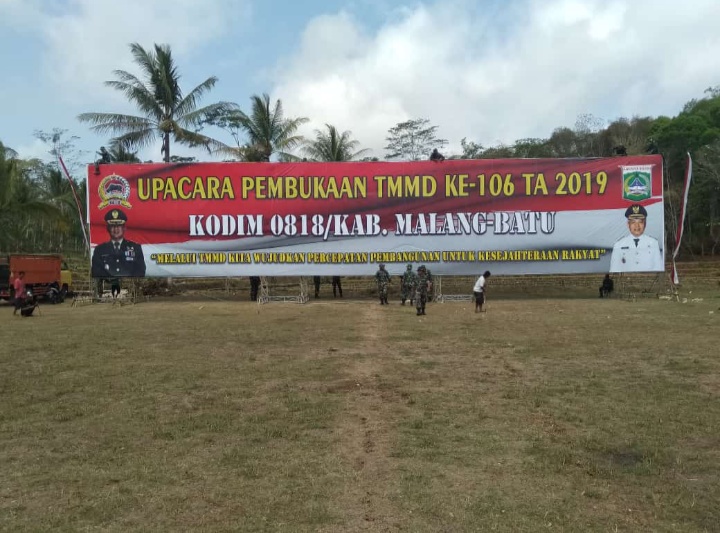 UPACARA PEMBUKAAN TMMD KE-106 TA 2019
KODIM 0818/KAB. MALANG-BATU
"MELALUI TMMD KITA WUJUDKAN PERCEPATAN PEMBANGUNAN UNTUK KESEJAHTERAAN RAKYAT"